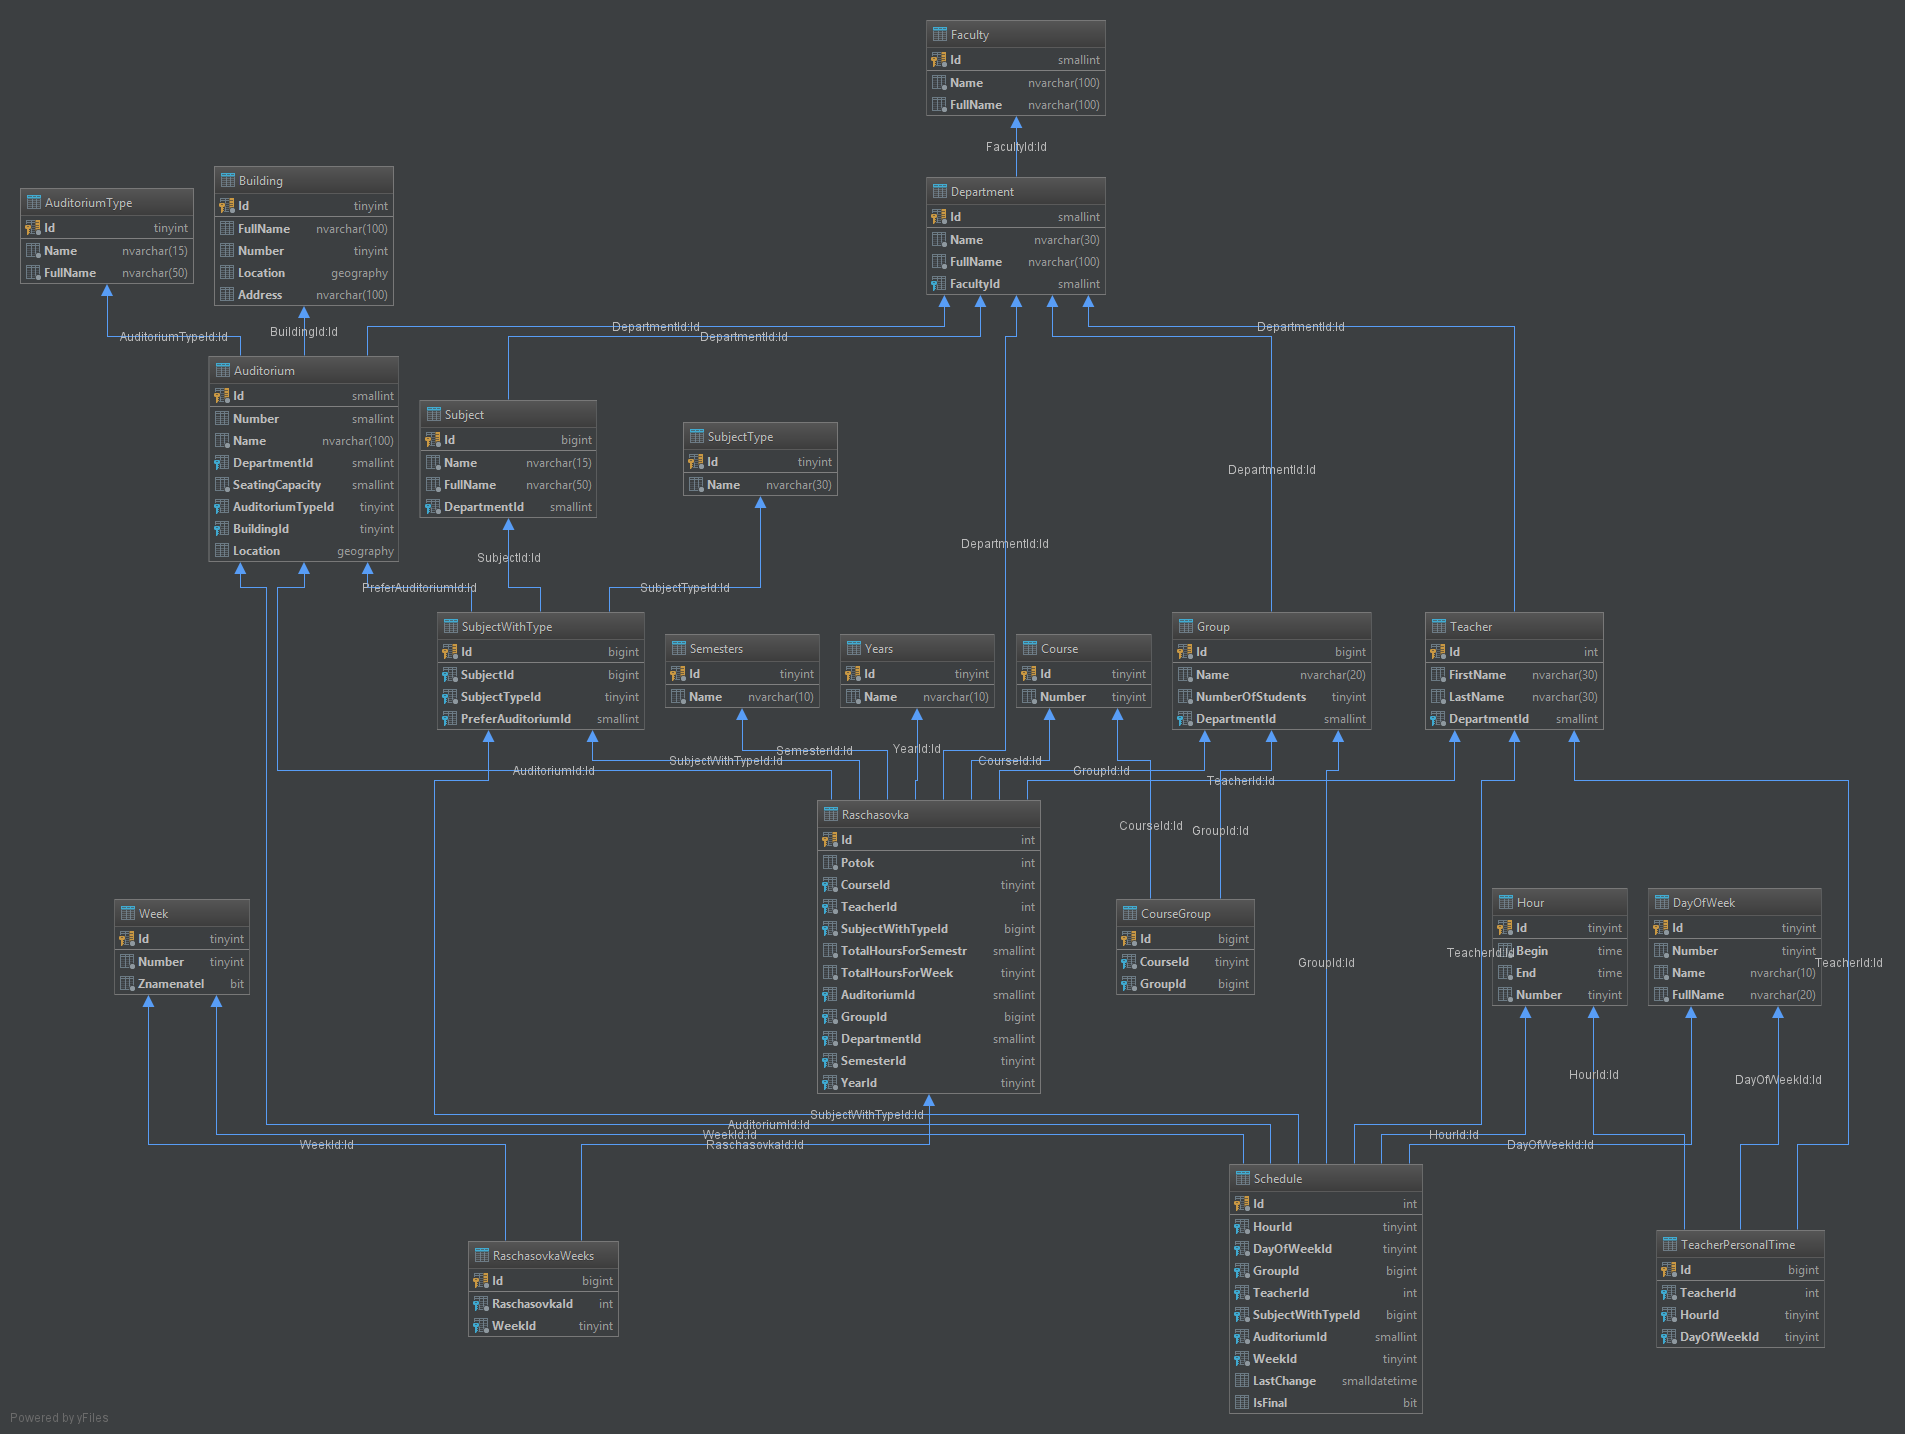 Faculty
Id smallint
Name nvarchar(100)
FullName nvarchar(100)
FacultyId:Id
Department
Id smallint
Name nvarchar(30)
FullName nvarchar(100)
FacultyId smallint
AuditoriumType
Id tinyint
Name nvarchar(15)
FullName nvarchar(50)
Building
Id tinyint
FullName nvarchar(100)
Number tinyint
Location geography
Address nvarchar(100)
AuditoriumTypeId:Id
BuildingId:Id
DepartmentId:Id
DepartmentId:Id
DepartmentId:Id
Auditorium
Id smallint
Number smallint
Name nvarchar(100)
DepartmentId smallint
SeatingCapacity smallint
AuditoriumTypeId tinyint
BuildingId tinyint
Location geography
Subject
Id bigint
Name nvarchar(15)
FullName nvarchar(50)
DepartmentId smallint
SubjectType
Id tinyint
Name nvarchar(30)
DepartmentId:Id
DepartmentId:Id
SubjectId:Id
PreferAuditoriumId:Id
SubjectTypeId:Id
SubjectWithType
Id bigint
SubjectId bigint
SubjectTypeId tinyint
PreferAuditoriumId smallint
Semesters
Id tinyint
Name nvarchar(10)
Years
Id tinyint
Name nvarchar(10)
Course
Id tinyint
Number tinyint
Group
Id bigint
Name nvarchar(20)
NumberOfStudents tinyint
DepartmentId smallint
Teacher
Id int
FirstName nvarchar(30)
LastName nvarchar(30)
DepartmentId smallint
SemesterId:Id
YearId:Id
SubjectWithTypeId:Id
CourseId:Id
AuditoriumId:Id
GroupId:Id
TeacherId:Id
Raschasovka
Id int
Potok int
CourseId tinyint
TeacherId int
SubjectWithTypeId bigint
TotalHoursForSemestr smallint
TotalHoursForWeek tinyint
AuditoriumId smallint
GroupId bigint
DepartmentId smallint
SemesterId tinyint
YearId tinyint
CourseId:Id
GroupId:Id
Week
Id tinyint
Number tinyint
Znamenatel bit
CourseGroup
Id bigint
CourseId tinyint
GroupId bigint
Hour
Id tinyint
Begin time
End time
Number tinyint
DayOfWeek
Id tinyint
Number tinyint
Name nvarchar(10)
FullName nvarchar(20)
TeacherId:Id
GroupId:Id
TeacherId:Id
HourId:Id
DayOfWeekId:Id
SubjectWithTypeId:Id
AuditoriumId:Id
WeekId:Id
HourId:Id
WeekId:Id
RaschasovkaId:Id
DayOfWeekId:Id
Schedule
Id int
HourId tinyint
DayOfWeekId tinyint
GroupId bigint
TeacherId int
SubjectWithTypeId bigint
AuditoriumId smallint
WeekId tinyint
LastChange smalldatetime
IsFinal bit
RaschasovkaWeeks
Id bigint
RaschasovkaId int
WeekId tinyint
TeacherPersonalTime
Id bigint
TeacherId int
HourId tinyint
DayOfWeekId tinyint
Powered by yFiles